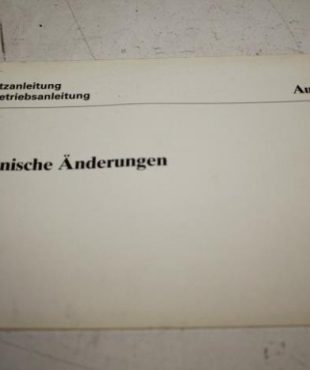 tzanleitung
etriebsanleitung
Au
nische Änderungen